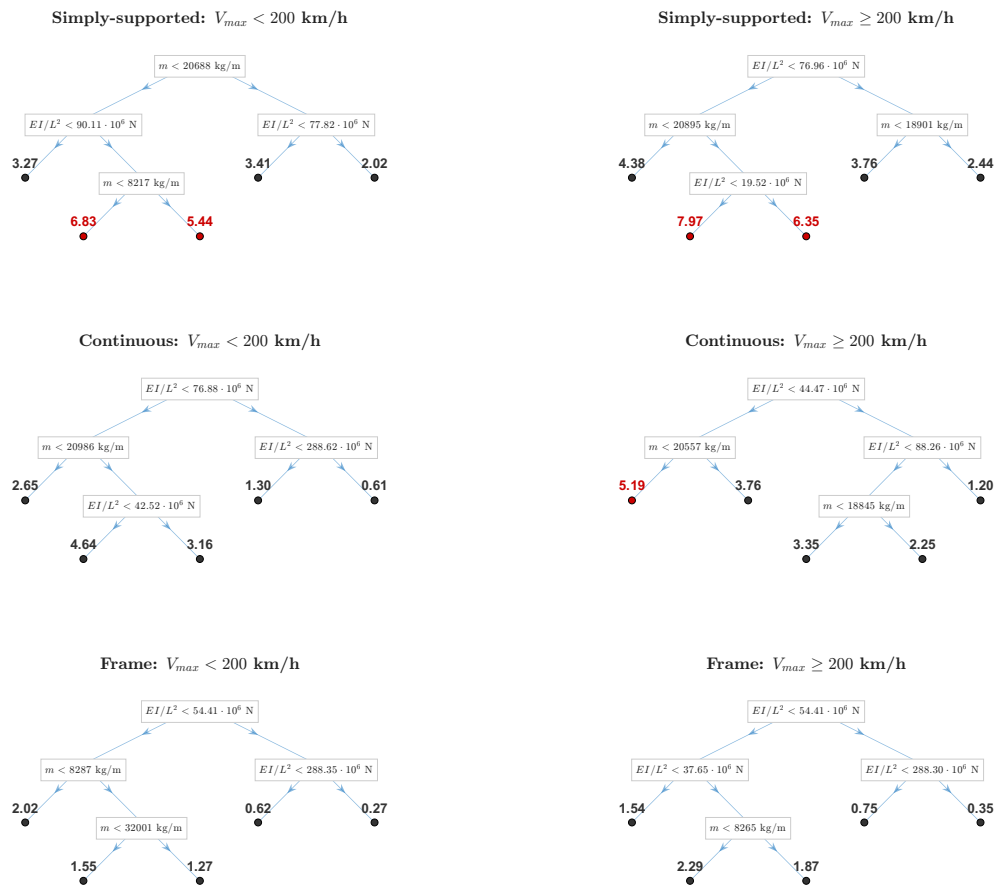 Simply-supported: V_max < 200 km/h
m < 20688 kg/m
EI/L² < 90.11 · 10⁶ N
EI/L² < 77.82 · 10⁶ N
3.27
3.41
2.02
m < 8217 kg/m
6.83
5.44
Simply-supported: V_max ≥ 200 km/h
EI/L² < 76.96 · 10⁶ N
m < 20895 kg/m
m < 18901 kg/m
4.38
3.76
2.44
EI/L² < 19.52 · 10⁶ N
7.97
6.35
Continuous: V_max < 200 km/h
EI/L² < 76.88 · 10⁶ N
m < 20986 kg/m
EI/L² < 288.62 · 10⁶ N
2.65
1.30
0.61
EI/L² < 42.52 · 10⁶ N
4.64
3.16
Continuous: V_max ≥ 200 km/h
EI/L² < 44.47 · 10⁶ N
m < 20557 kg/m
EI/L² < 88.26 · 10⁶ N
5.19
3.76
1.20
m < 18845 kg/m
3.35
2.25
Frame: V_max < 200 km/h
EI/L² < 54.41 · 10⁶ N
m < 8287 kg/m
EI/L² < 288.35 · 10⁶ N
2.02
0.62
0.27
m < 32001 kg/m
1.55
1.27
Frame: V_max ≥ 200 km/h
EI/L² < 54.41 · 10⁶ N
EI/L² < 37.65 · 10⁶ N
EI/L² < 288.30 · 10⁶ N
1.54
0.75
0.35
m < 8265 kg/m
2.29
1.87